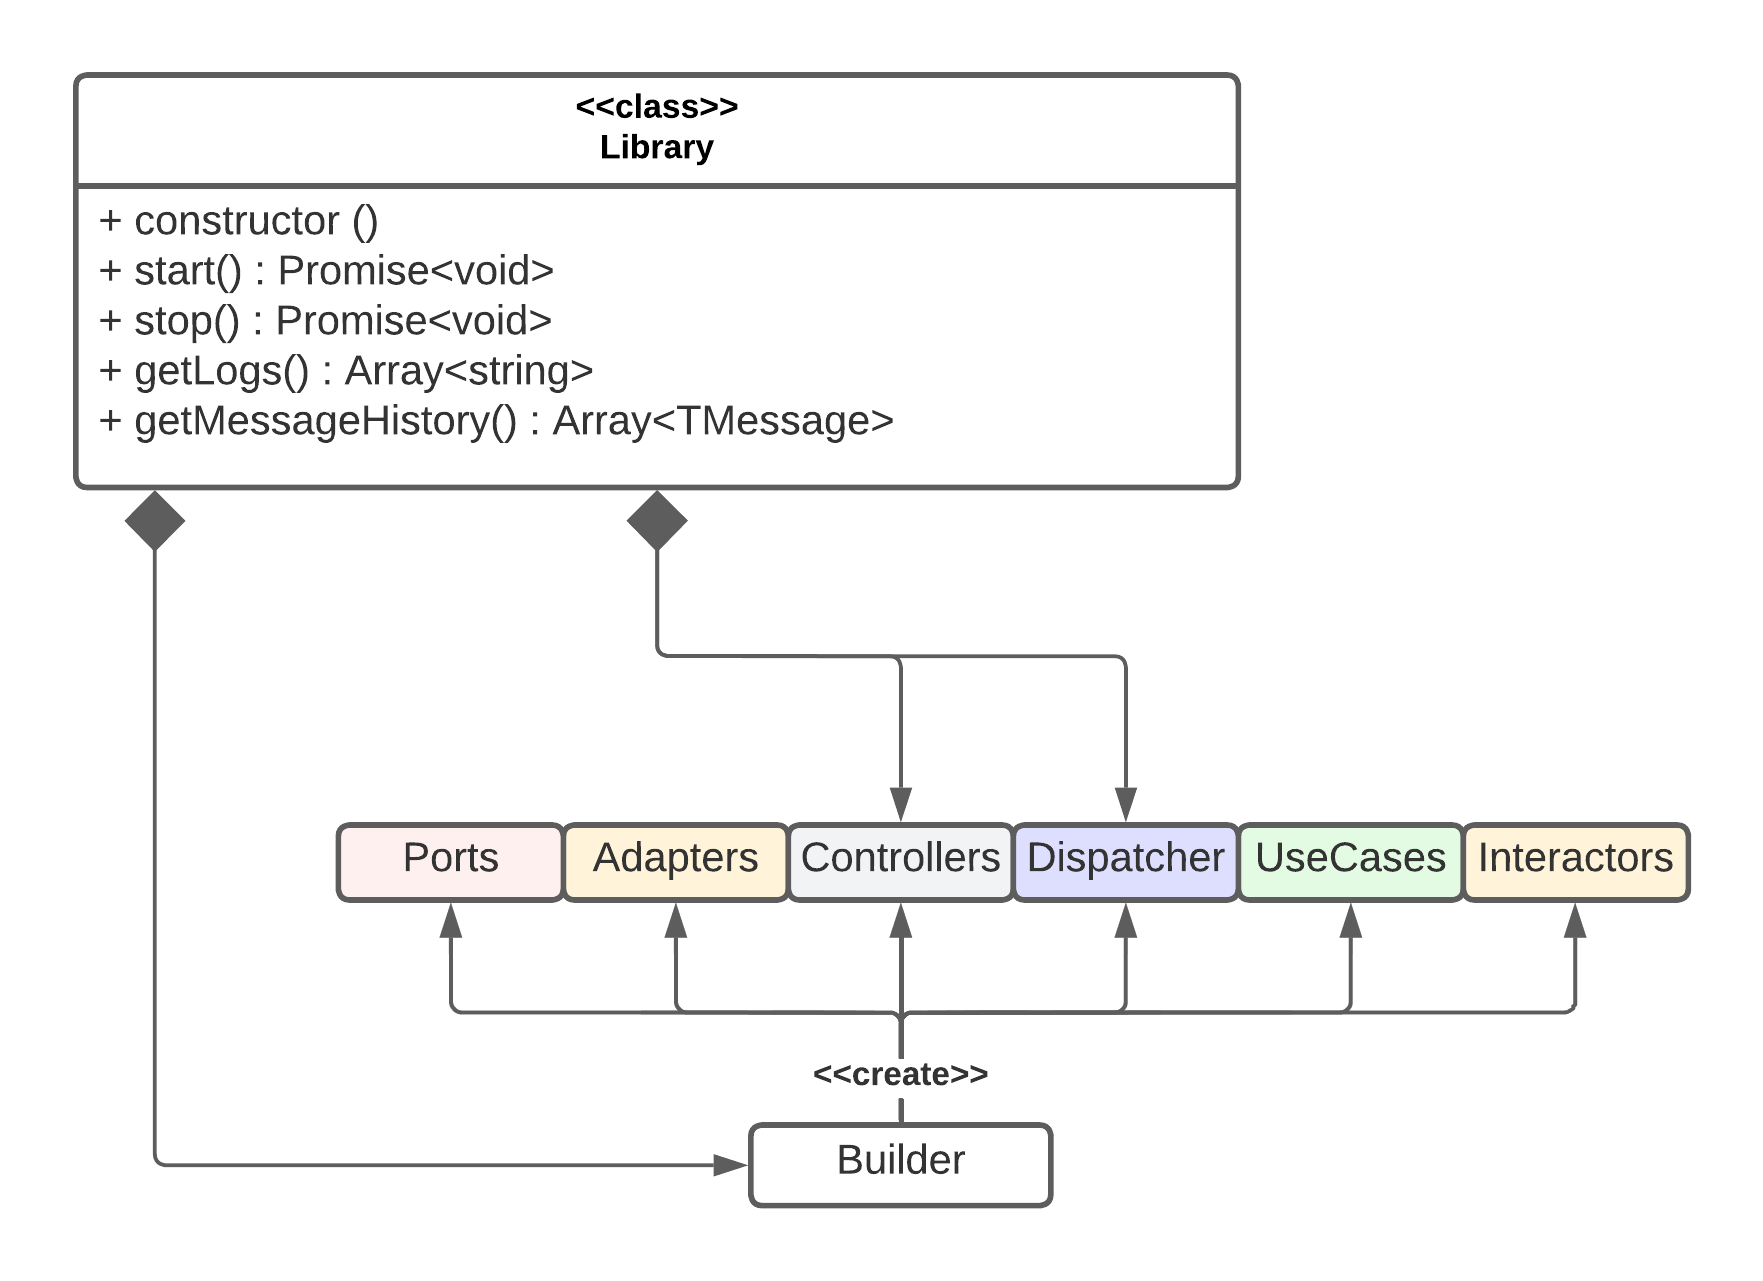 <<class>>
Library
+ constructor ()
+ start() : Promise<void>
+ stop() : Promise<void>
+ getLogs() : Array<string>
+ getMessageHistory() : Array<TMessage>
Ports
Adapters
Controllers
Dispatcher
UseCases
Interactors
<<create>>
Builder